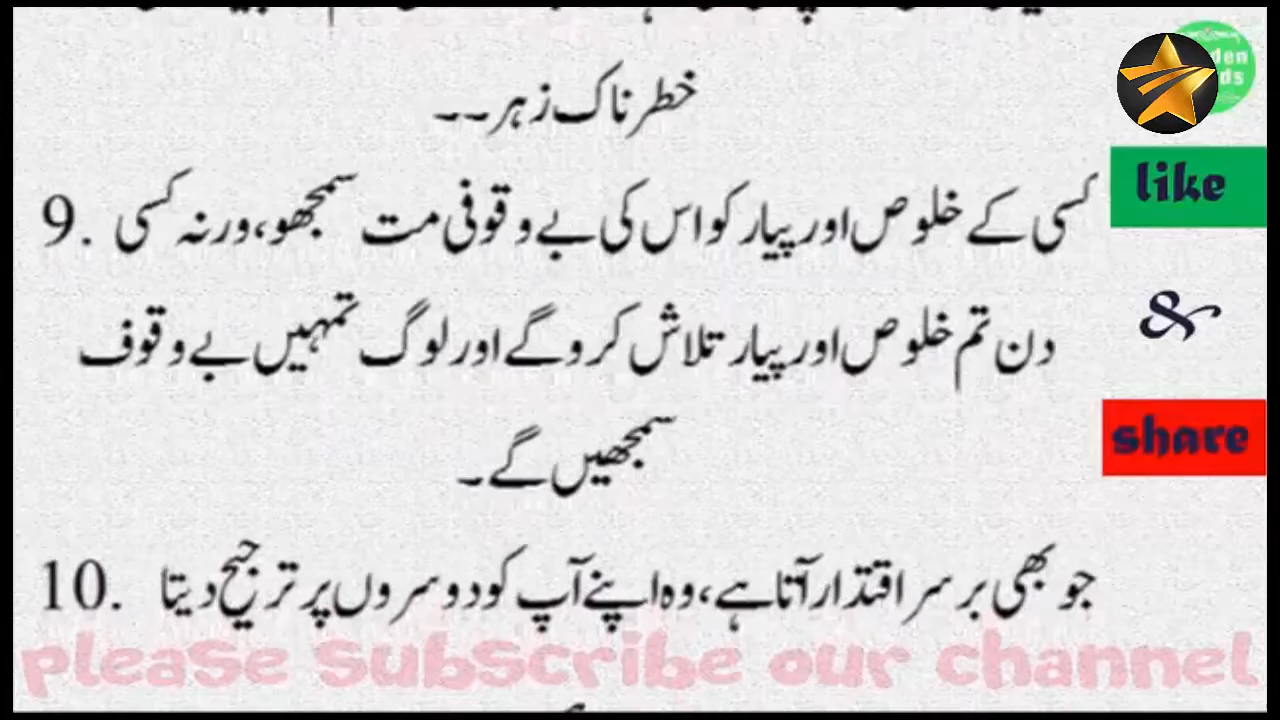 خطرناک زہر۔۔
9. کسی کے خلوص اور پیار کو اس کی بے وقوفی مت سمجھو، ورنہ کسی
دن تم خلوص اور پیار تلاش کرو گے اور لوگ تمہیں بے وقوف
سمجھیں گے۔
10. جو بھی برسر اقتدار آتا ہے، وہ اپنے آپ کو دوسروں پر ترجیح دیتا
like
&
share
please subscribe our channel